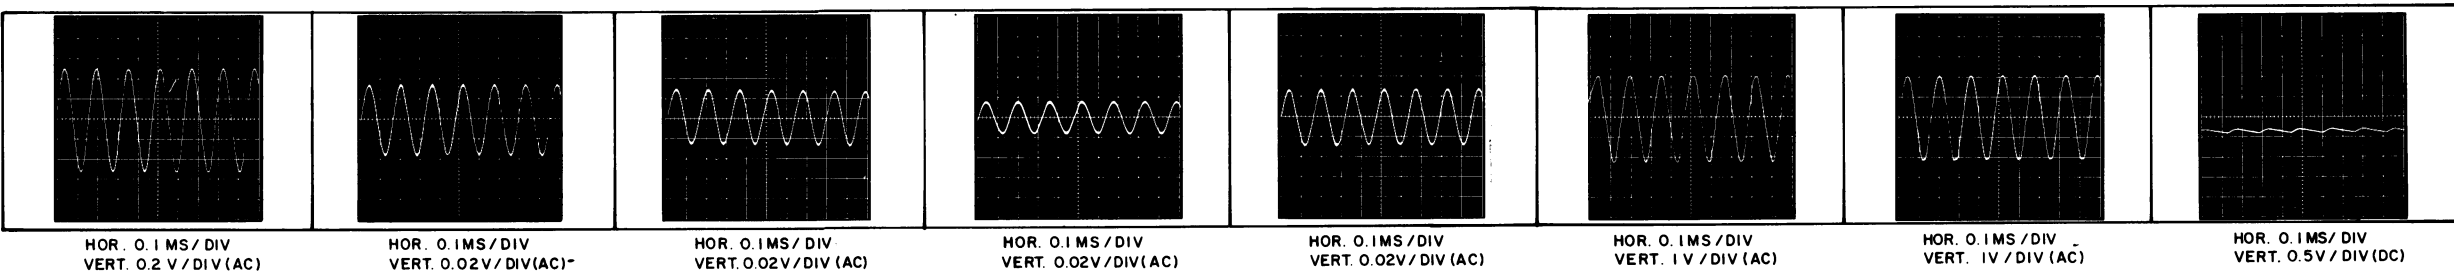 HOR. 0.1 MS / DIV
VERT. 0.2 V / DIV (AC)
HOR. 0.1MS / DIV
VERT. 0.02V / DIV(AC)
HOR. 0.1MS / DIV
VERT. 0.02V / DIV (AC)
HOR. 0.1MS / DIV
VERT. 0.02V / DIV (AC)
HOR. 0.1MS / DIV
VERT. 0.02V / DIV (AC)
HOR. 0.1MS / DIV
VERT. 1 V / DIV (AC)
HOR. 0.1MS / DIV
VERT. 1V / DIV (AC)
HOR. 0.1MS / DIV
VERT. 0.5V / DIV (DC)